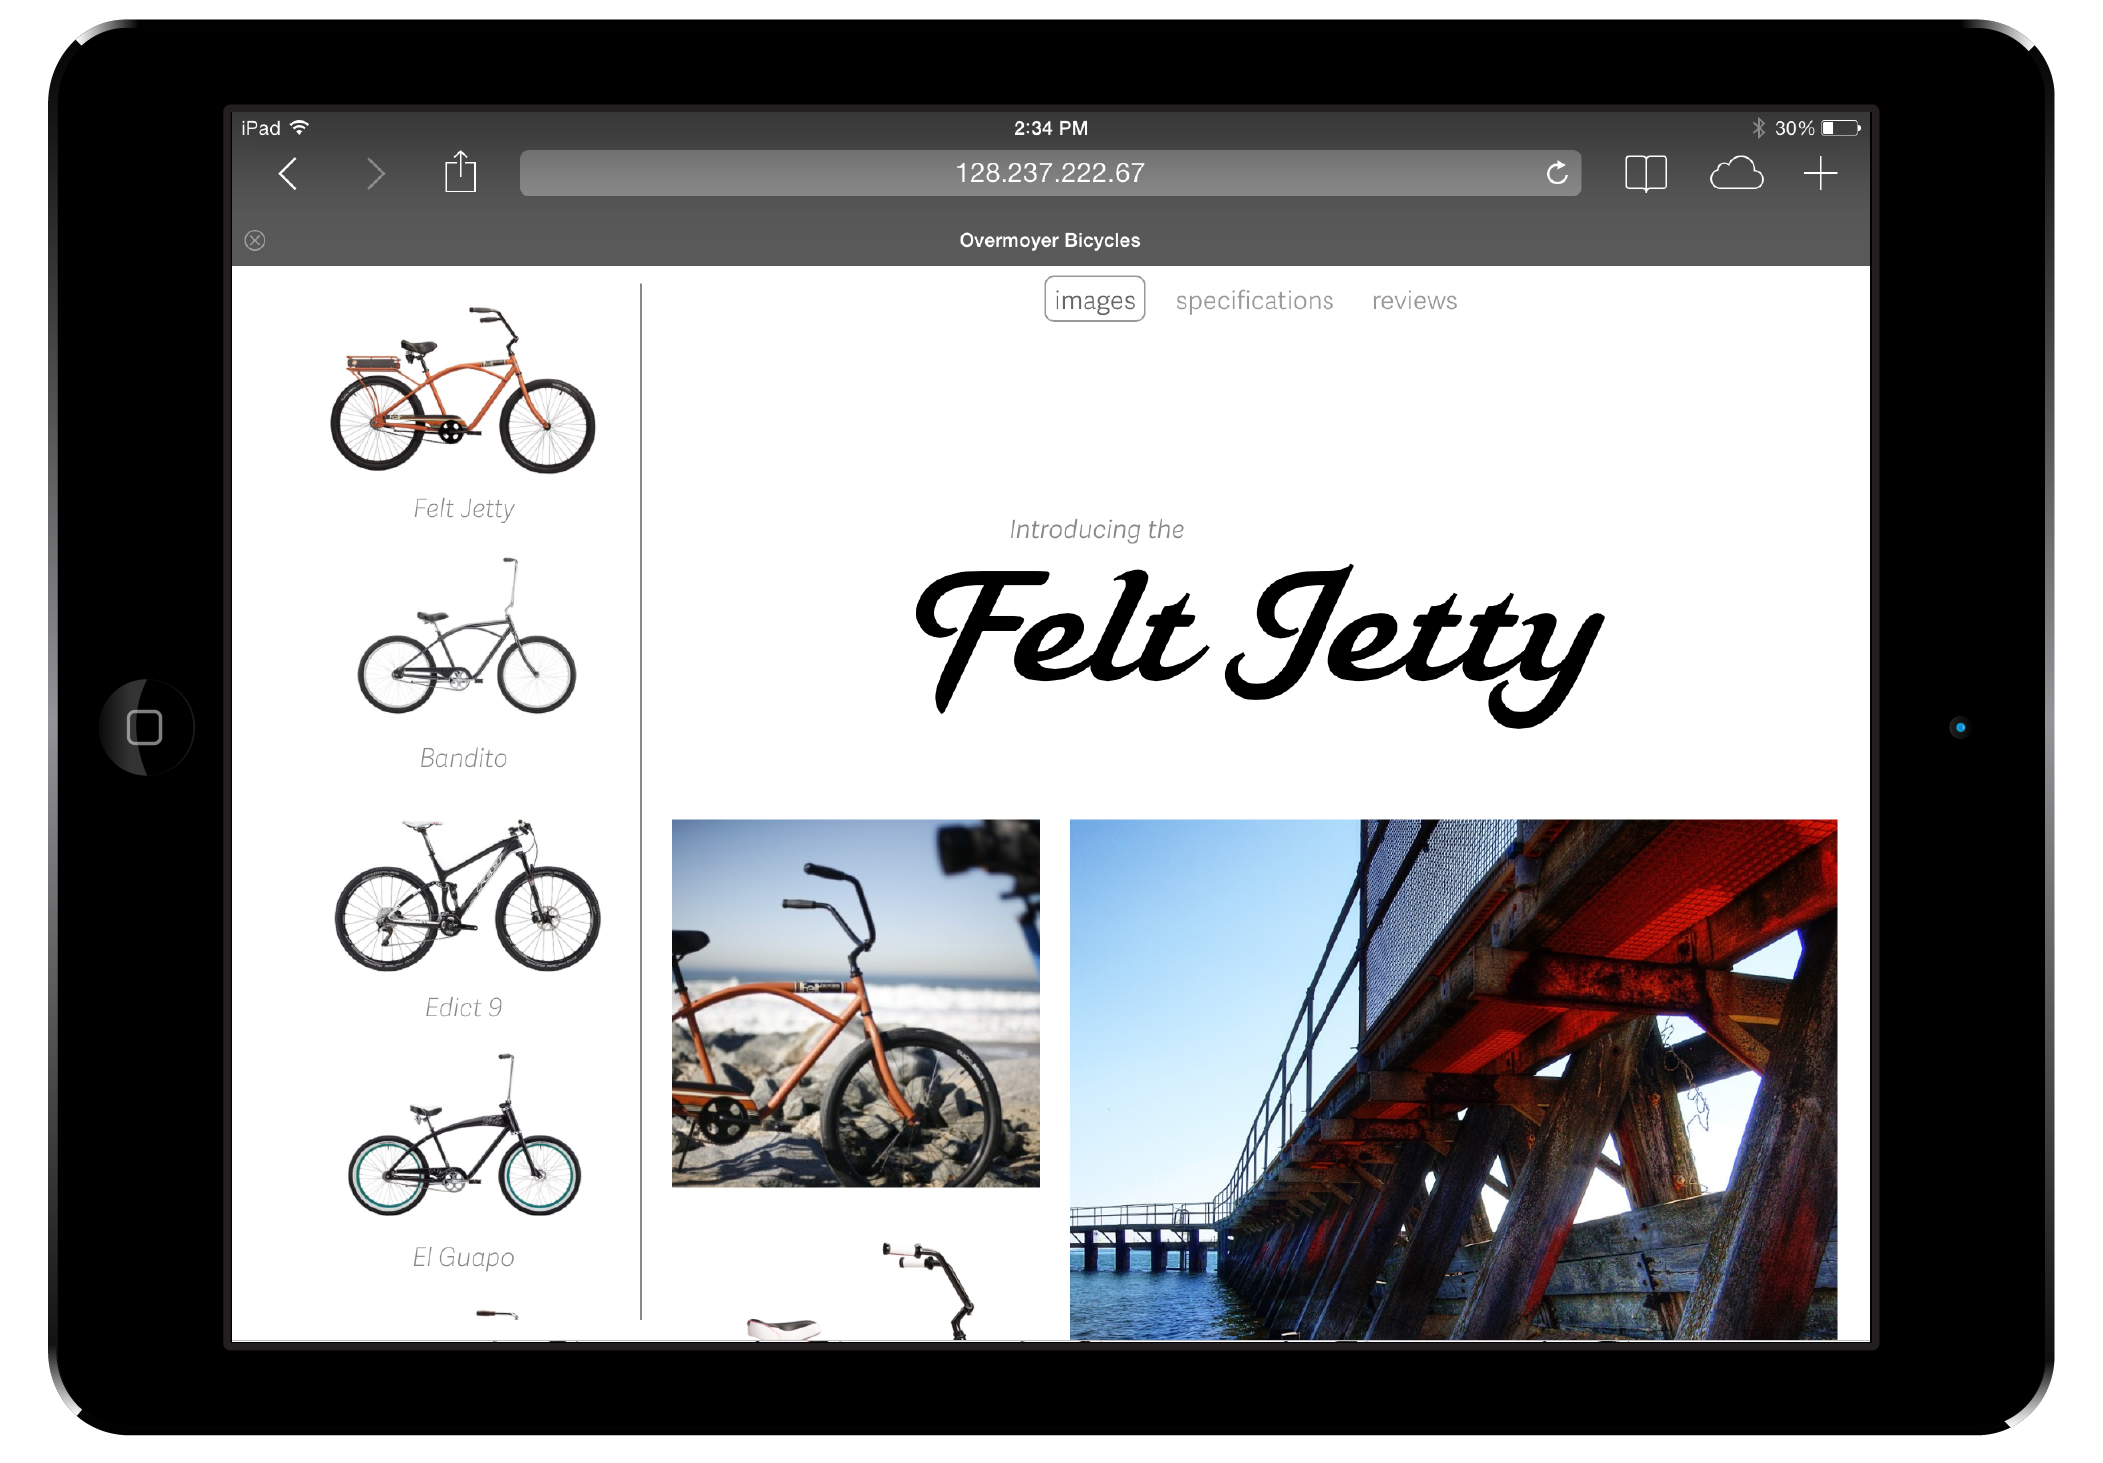 iPad
2:34 PM
30%
128.237.222.67
Overmoyer Bicycles
images
specifications
reviews
Felt Jetty
Bandito
Edict 9
El Guapo
Introducing the
Felt Jetty